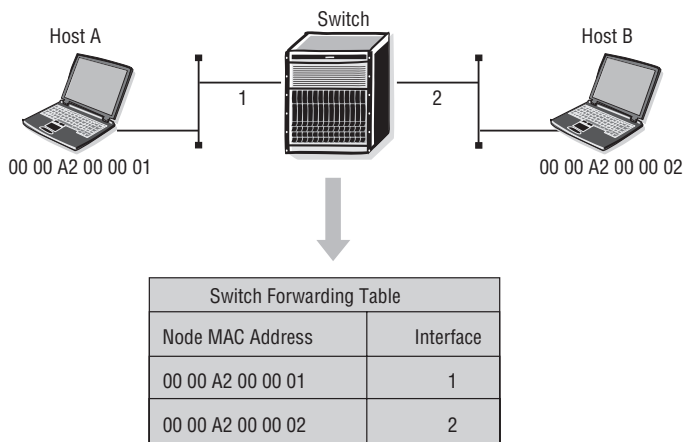 Switch
Host A
Host B
1
2
00 00 A2 00 00 01
00 00 A2 00 00 02
Switch Forwarding Table
Node MAC Address Interface
00 00 A2 00 00 01 1
00 00 A2 00 00 02 2